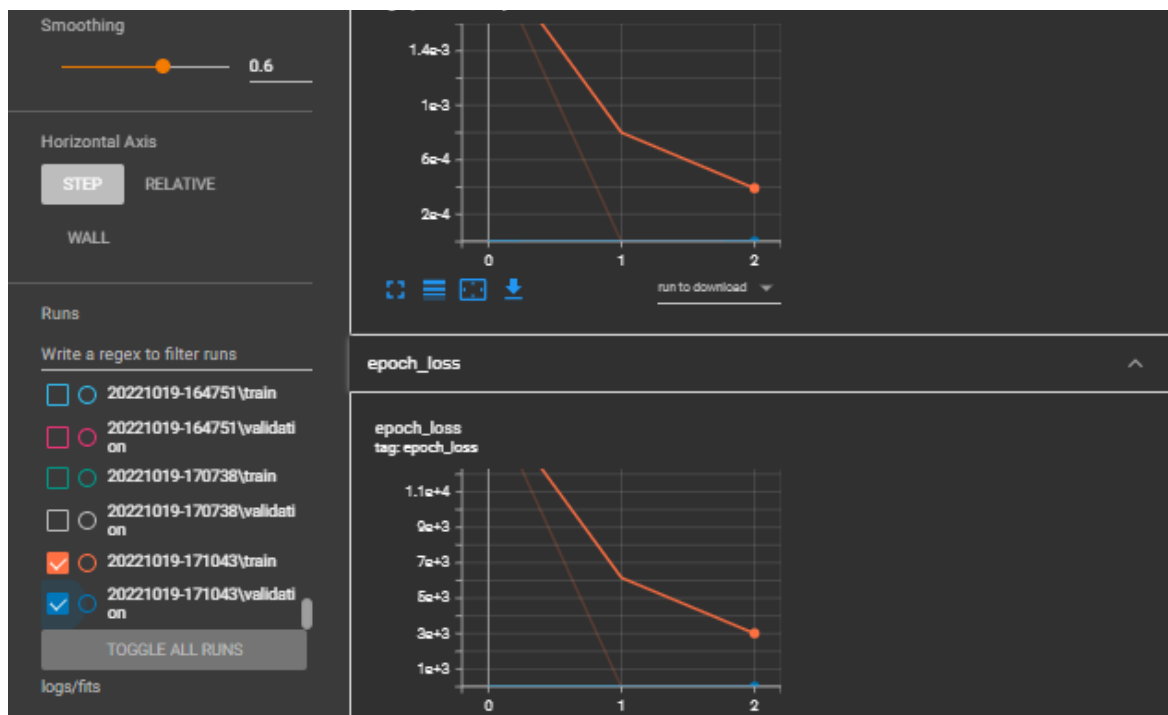 Smoothing
0.6
Horizontal Axis
STEP RELATIVE
WALL
Runs
Write a regex to filter runs
20221019-164751\train
20221019-164751\validati
on
20221019-170738\train
20221019-170738\validati
on
20221019-171043\train
20221019-171043\validati
on
TOGGLE ALL RUNS
logs/fits
1.4e-3
1e-3
6e-4
2e-4
0 1 2
run to download
epoch_loss
epoch_loss
tag: epoch_loss
1.1e+4
9e+3
7e+3
5e+3
3e+3
1e+3
0 1 2